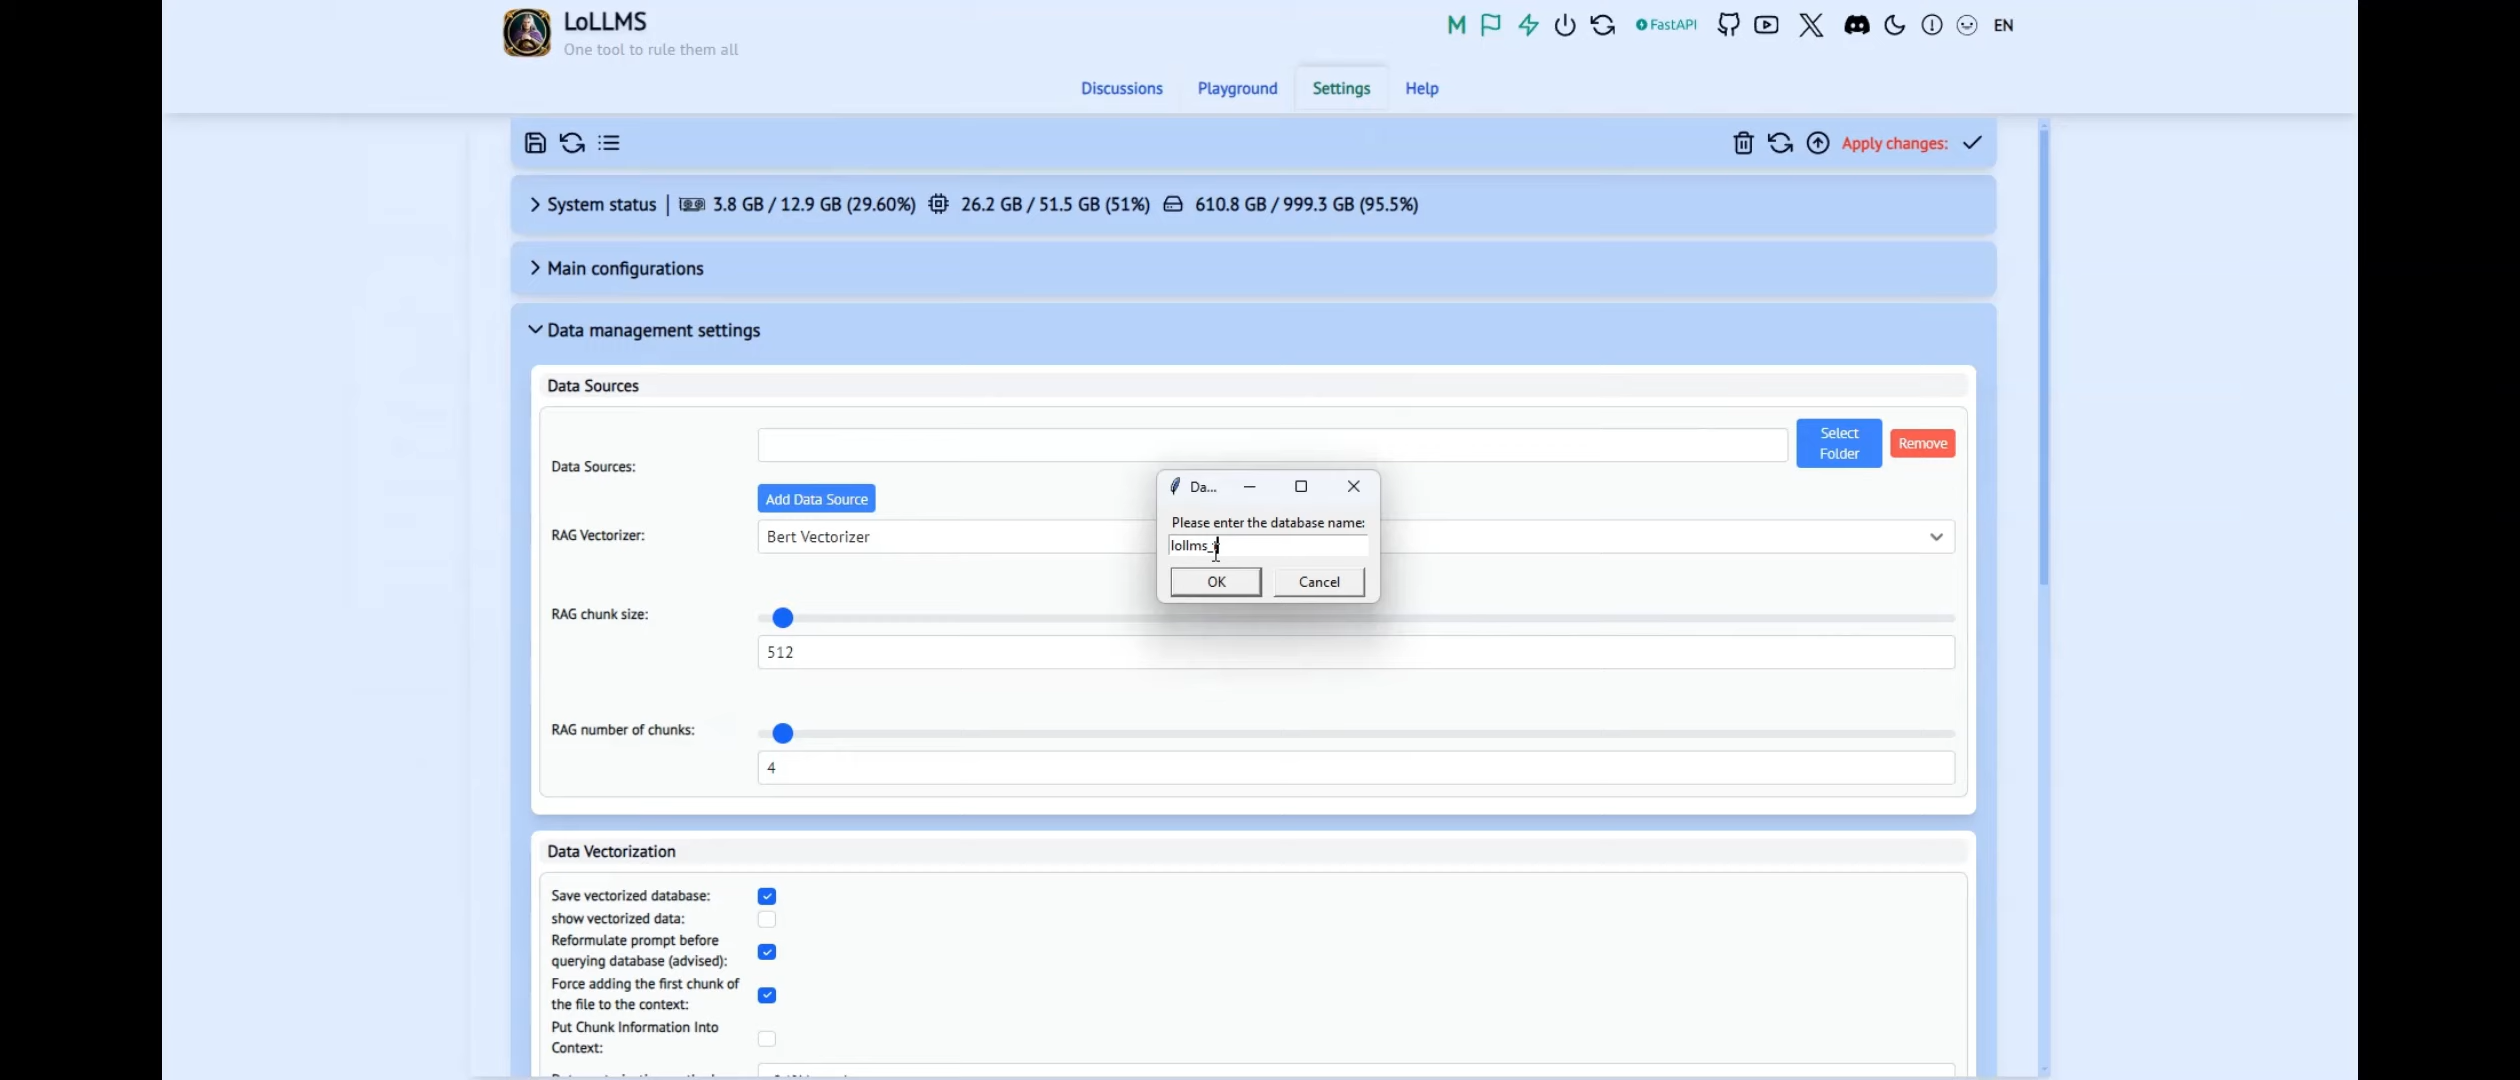 LoLLMS
One tool to rule them all
M FastAPI EN
Discussions Playground Settings Help
Apply changes:
System status | 3.8 GB / 12.9 GB (29.60%) 26.2 GB / 51.5 GB (51%) 610.8 GB / 999.3 GB (95.5%)
Main configurations
Data management settings
Data Sources
Data Sources:
Select
Folder
Remove
Add Data Source
Da...
Please enter the database name:
lollms_
OK Cancel
RAG Vectorizer:
Bert Vectorizer
RAG chunk size:
512
RAG number of chunks:
4
Data Vectorization
Save vectorized database:
show vectorized data:
Reformulate prompt before
querying database (advised):
Force adding the first chunk of
the file to the context:
Put Chunk Information Into
Context: